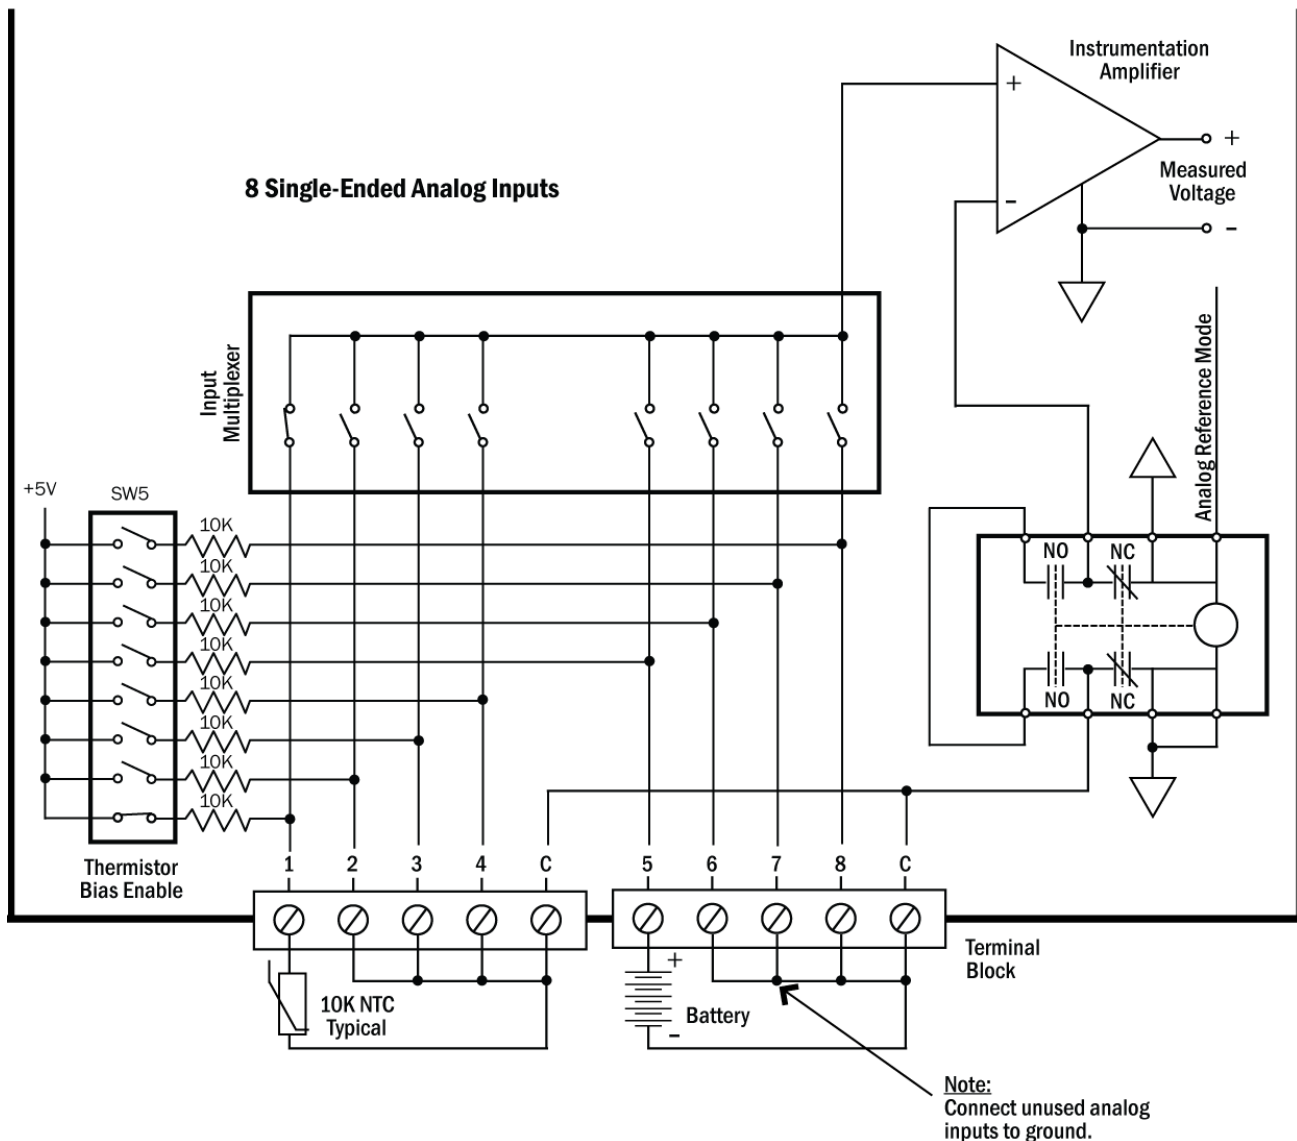 Instrumentation
Amplifier
+
+
Measured
Voltage
-
-
8 Single-Ended Analog Inputs
Analog Reference Mode
Input
Multiplexer
+5V
SW5
10K
10K
10K
10K
10K
10K
10K
10K
NO
NC
NO
NC
Thermistor
Bias Enable
1
2
3
4
C
5
6
7
8
C
Terminal
Block
10K NTC
Typical
+
Battery
-
Note:
Connect unused analog
inputs to ground.